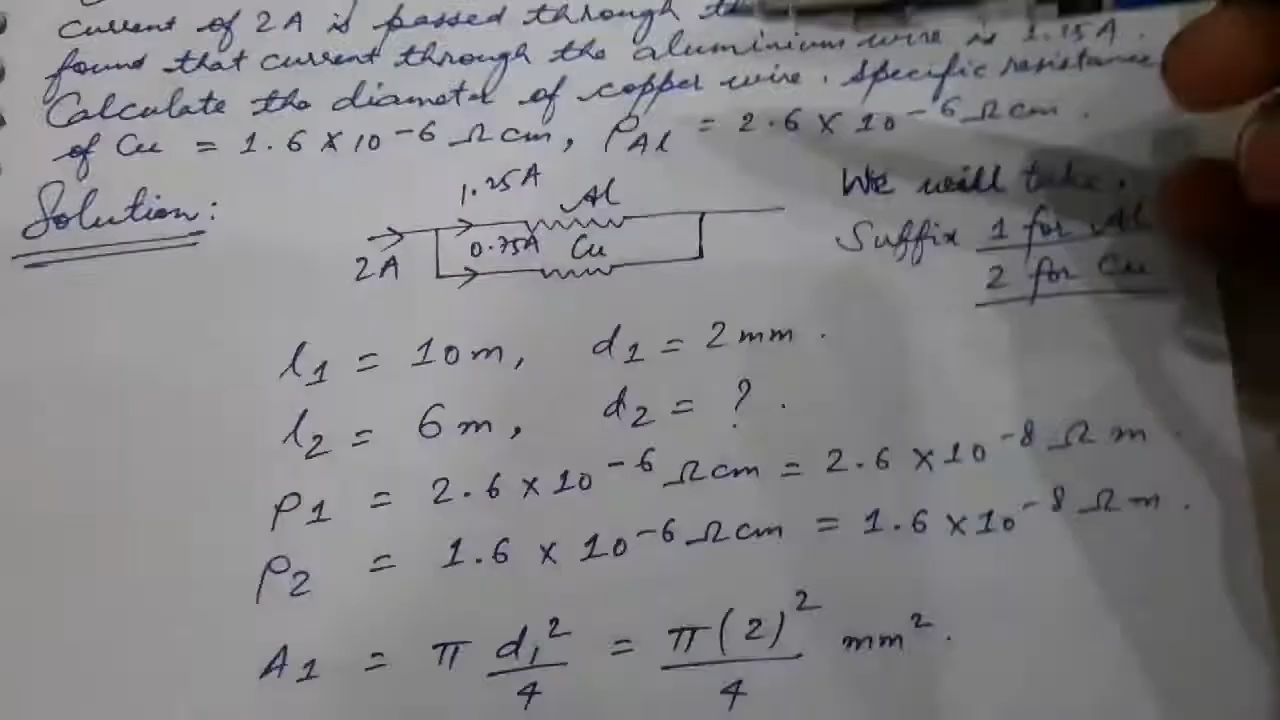 current of 2A is passed through
found that current through the aluminium wire is 1.25A.
Calculate the diameter of copper wire. Specific resistance
of Cu = 1.6 × 10⁻⁶ Ω cm, ρAl = 2.6 × 10⁻⁶ Ω cm.
Solution:
1.25A Al
0.75A Cu
2A
We will take
Suffix 1 for Al
2 for Cu
l1 = 10m, d1 = 2mm.
l2 = 6m, d2 = ?.
ρ1 = 2.6 × 10⁻⁶ Ω cm = 2.6 × 10⁻⁸ Ω m.
ρ2 = 1.6 × 10⁻⁶ Ω cm = 1.6 × 10⁻⁸ Ω m.
A1 = π d₁²/4 = π(2)²/4 mm².